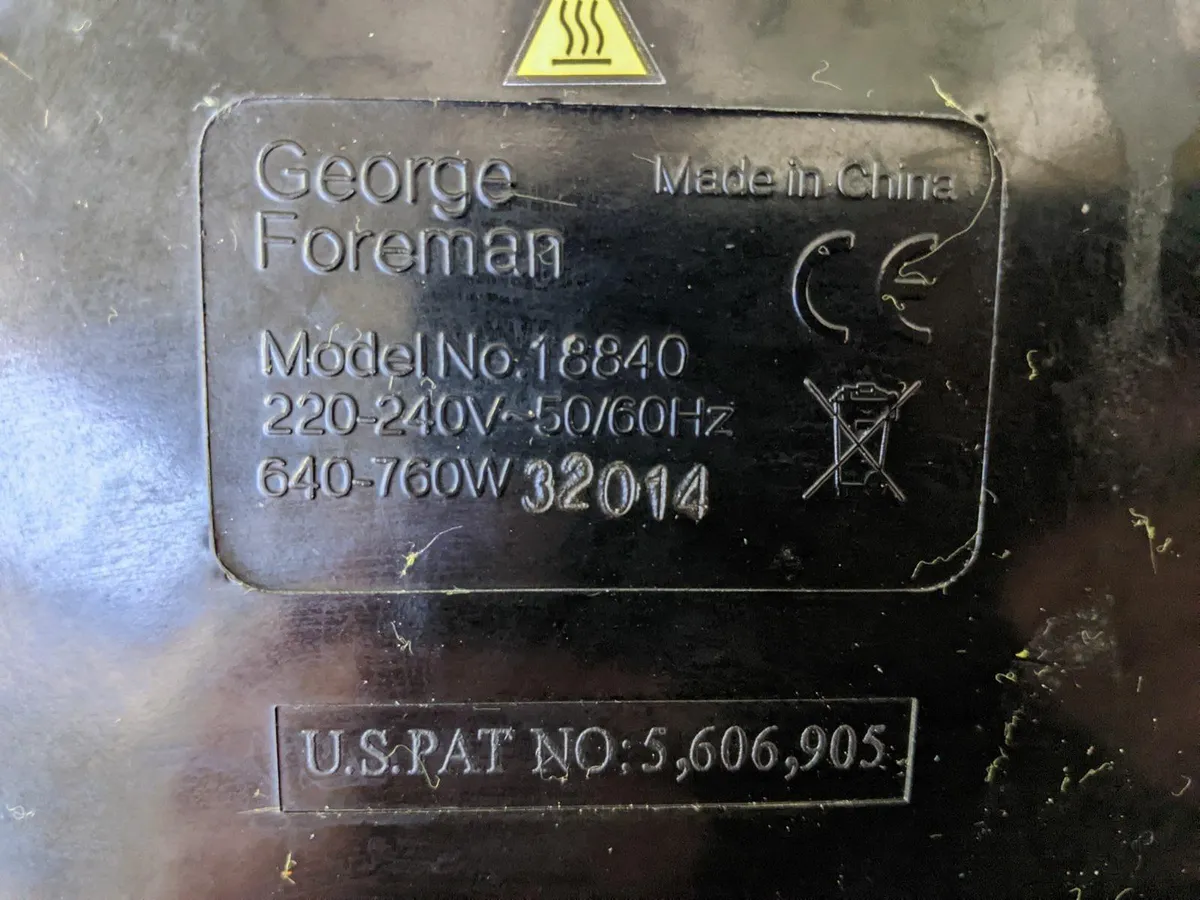 George
Foreman
Made in China
CE
Model No.18840
220-240V~50/60Hz
640-760W 32014
U.S.PAT NO:5,606,905